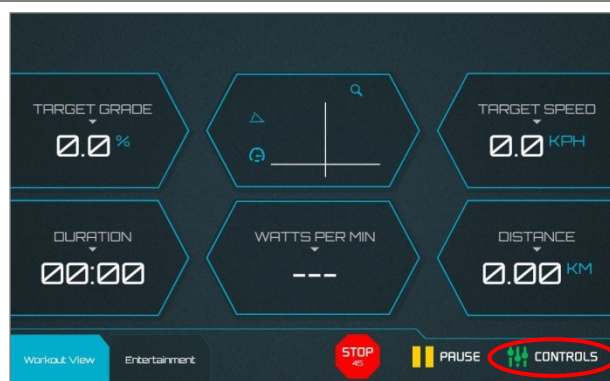 TARGET GRADE
0.0 %
TARGET SPEED
0.0 KPH
DURATION
00:00
WATTS PER MIN
---
DISTANCE
0.00 KM
Workout View
Entertainment
STOP
45
PAUSE
CONTROLS